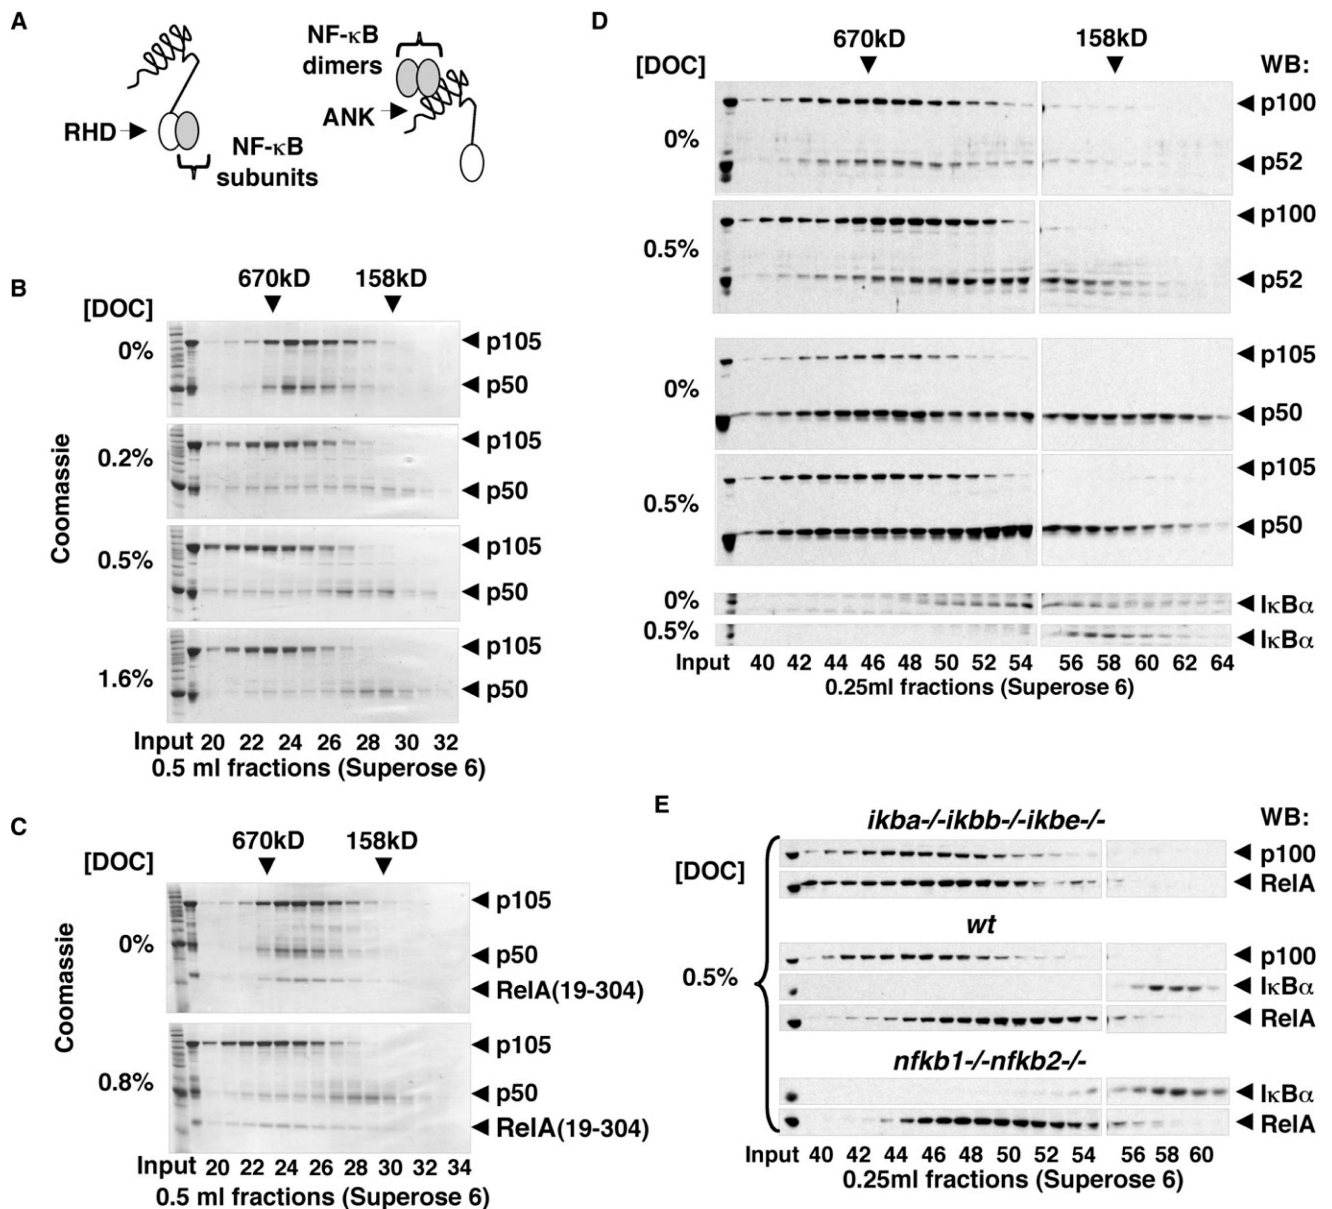 A
NF-κB
dimers
ANK
RHD
NF-κB
subunits
B
670kD
158kD
[DOC]
Coomassie
0%
p105
p50
0.2%
p105
p50
0.5%
p105
p50
1.6%
p105
p50
Input 20 22 24 26 28 30 32
0.5 ml fractions (Superose 6)
C
670kD
158kD
[DOC]
Coomassie
0%
p105
p50
RelA(19-304)
0.8%
p105
p50
RelA(19-304)
Input 20 22 24 26 28 30 32 34
0.5 ml fractions (Superose 6)
D
670kD
158kD
[DOC]
WB:
0%
p100
p52
0.5%
p100
p52
0%
p105
p50
0.5%
p105
p50
0%
IκBα
0.5%
IκBα
Input 40 42 44 46 48 50 52 54 56 58 60 62 64
0.25ml fractions (Superose 6)
E
ikba-/-ikbb-/-ikbe-/-
WB:
[DOC]
p100
RelA
wt
0.5%
p100
IκBα
RelA
nfkb1-/-nfkb2-/-
IκBα
RelA
Input 40 42 44 46 48 50 52 54 56 58 60
0.25ml fractions (Superose 6)